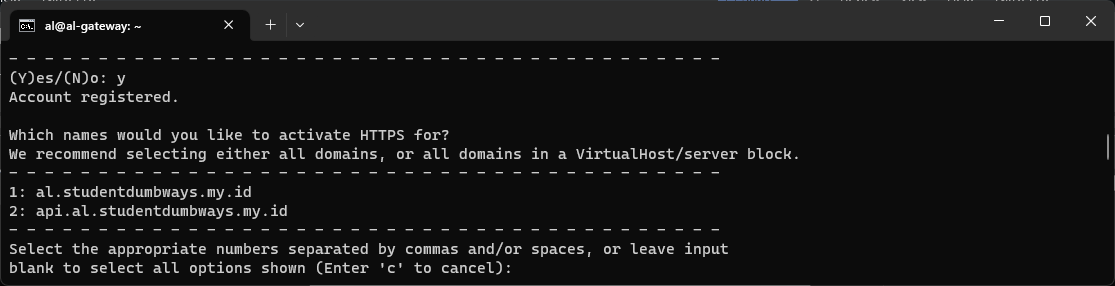 al@al-gateway: ~
- - - - - - - - - - - - - - - - - - - - - - - - - - - - - - - - - - - - - - - -
(Y)es/(N)o: y
Account registered.
Which names would you like to activate HTTPS for?
We recommend selecting either all domains, or all domains in a VirtualHost/server block.
- - - - - - - - - - - - - - - - - - - - - - - - - - - - - - - - - - - - - - - -
1: al.studentdumbways.my.id
2: api.al.studentdumbways.my.id
- - - - - - - - - - - - - - - - - - - - - - - - - - - - - - - - - - - - - - - -
Select the appropriate numbers separated by commas and/or spaces, or leave input
blank to select all options shown (Enter 'c' to cancel):